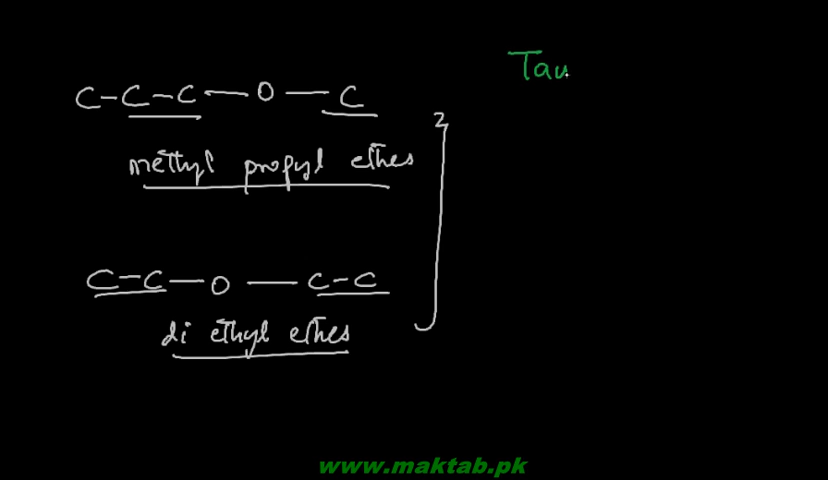 C-C-C-O-C
methyl propyl ether
C-C-O-C-C
di ethyl ether
Tau
www.maktab.pk